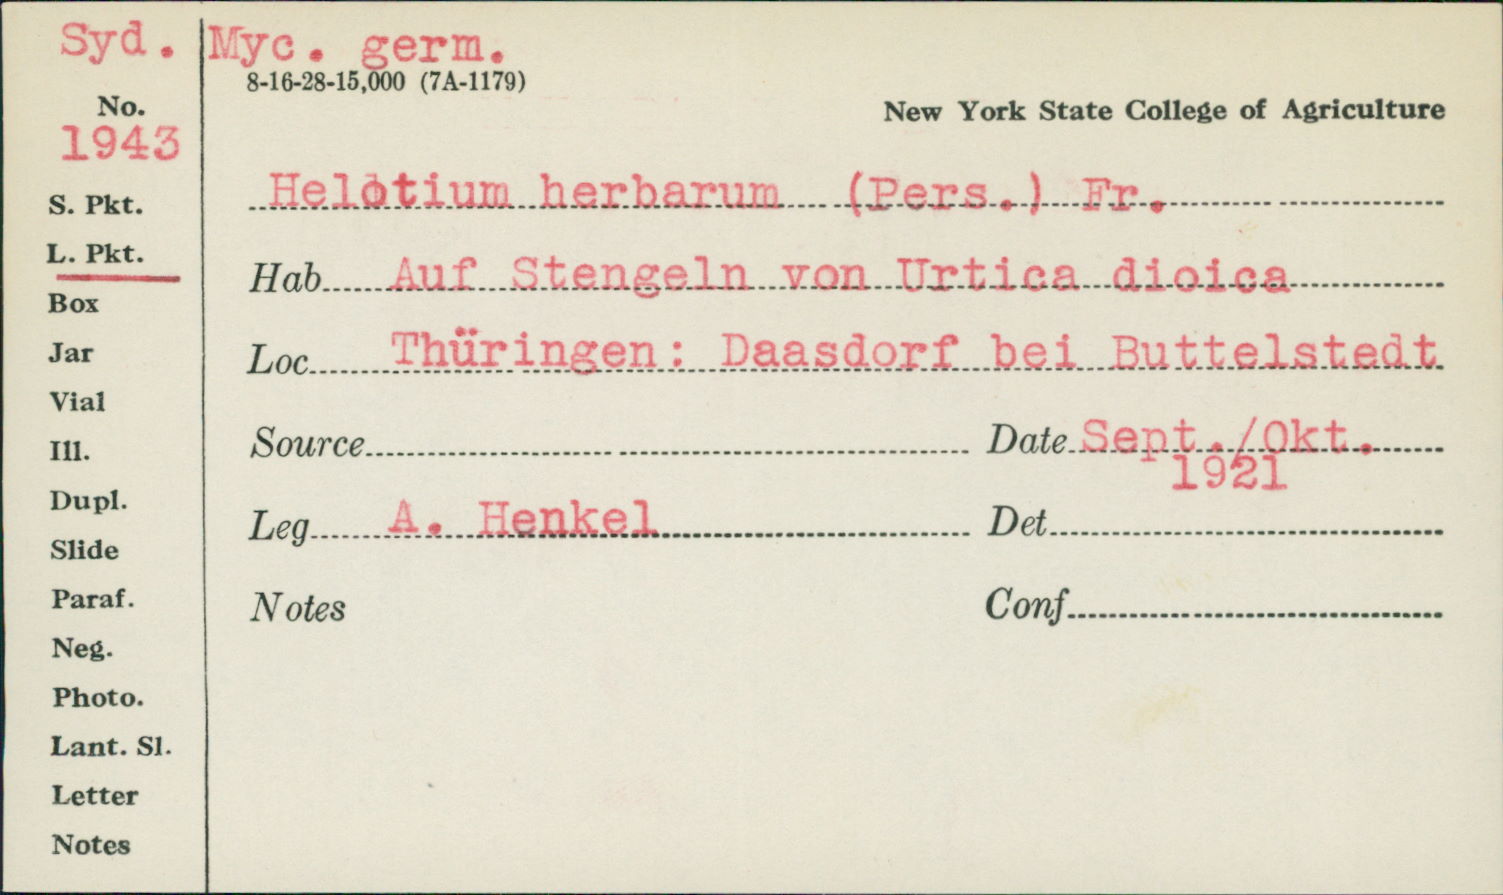 Syd. Myc. germ.
8-16-28-15,000 (7A-1179)
No.
1943
New York State College of Agriculture
S. Pkt.
L. Pkt.
Box
Jar
Vial
Ill.
Dupl.
Slide
Paraf.
Neg.
Photo.
Lant. Sl.
Letter
Notes
Helotium herbarum (Pers.) Fr.
Hab Auf Stengeln von Urtica dioica
Loc Thüringen: Daasdorf bei Buttelstedt
Source Date Sept./Okt.
1921
Leg A. Henkel Det
Notes Conf